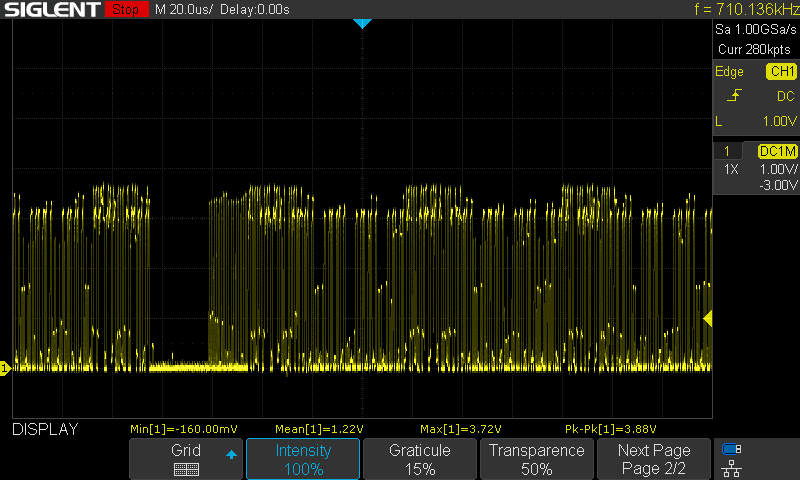 SIGLENT Stop M 20.0us/ Delay:0.00s f = 710.136kHz
Sa 1.00GSa/s
Curr 280kpts
Edge CH1
DC
L 1.00V
1 DC1M
1X 1.00V/
-3.00V
1
DISPLAY Min[1]=-160.00mV Mean[1]=1.22V Max[1]=3.72V Pk-Pk[1]=3.88V
Grid Intensity Graticule Transparence Next Page
100% 15% 50% Page 2/2